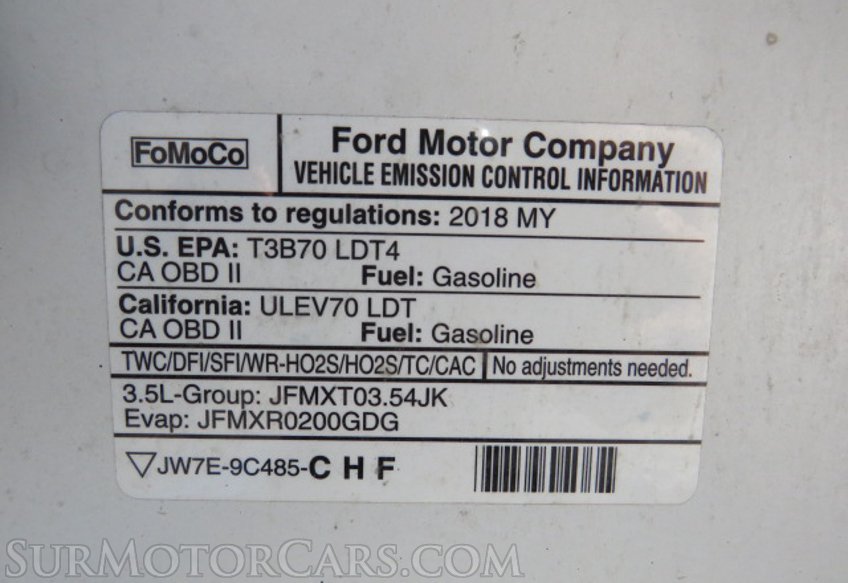 FoMoCo
Ford Motor Company
VEHICLE EMISSION CONTROL INFORMATION
Conforms to regulations: 2018 MY
U.S. EPA: T3B70 LDT4
CA OBD II Fuel: Gasoline
California: ULEV70 LDT
CA OBD II Fuel: Gasoline
TWC/DFI/SFI/WR-HO2S/HO2S/TC/CAC No adjustments needed.
3.5L-Group: JFMXT03.54JK
Evap: JFMXR0200GDG
▽JW7E-9C485-C H F
SURMOTORCARS.COM